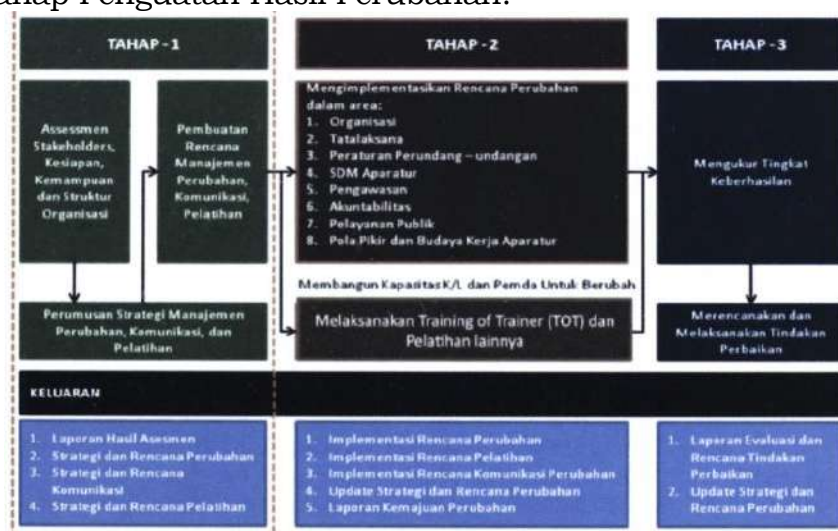 ahap Penguatan Hasil Perubahan.
TAHAP - 1
Assessmen
Stakeholders,
Kesiapan,
Kemampuan
dan Struktur
Organisasi
Pembuatan
Rencana
Manajemen
Perubahan,
Komunikasi,
Pelatihan
Perumusan Strategi Manajemen
Perubahan, Komunikasi, dan
Pelatihan
TAHAP - 2
Mengimplementasikan Rencana Perubahan
dalam area:
1. Organisasi
2. Tatalaksana
3. Peraturan Perundang – undangan
4. SDM Aparatur
5. Pengawasan
6. Akuntabilitas
7. Pelayanan Publik
8. Pola Pikir dan Budaya Kerja Aparatur
Membangun Kapasitas K/L dan Pemda Untuk Berubah
Melaksanakan Training of Trainer (TOT) dan
Pelatihan lainnya
TAHAP - 3
Mengukur Tingkat
Keberhasilan
Merencanakan dan
Melaksanakan Tindakan
Perbaikan
KELUARAN
1. Laporan Hasil Asesmen
2. Strategi dan Rencana Perubahan
3. Strategi dan Rencana
Komunikasi
4. Strategi dan Rencana Pelatihan
1. Implementasi Rencana Perubahan
2. Implementasi Rencana Pelatihan
3. Implementasi Rencana Komunikasi Perubahan
4. Update Strategi dan Rencana Perubahan
5. Laporan Kemajuan Perubahan
1. Laporan Evaluasi dan
Rencana Tindakan
Perbaikan
2. Update Strategi dan
Rencana Perubahan